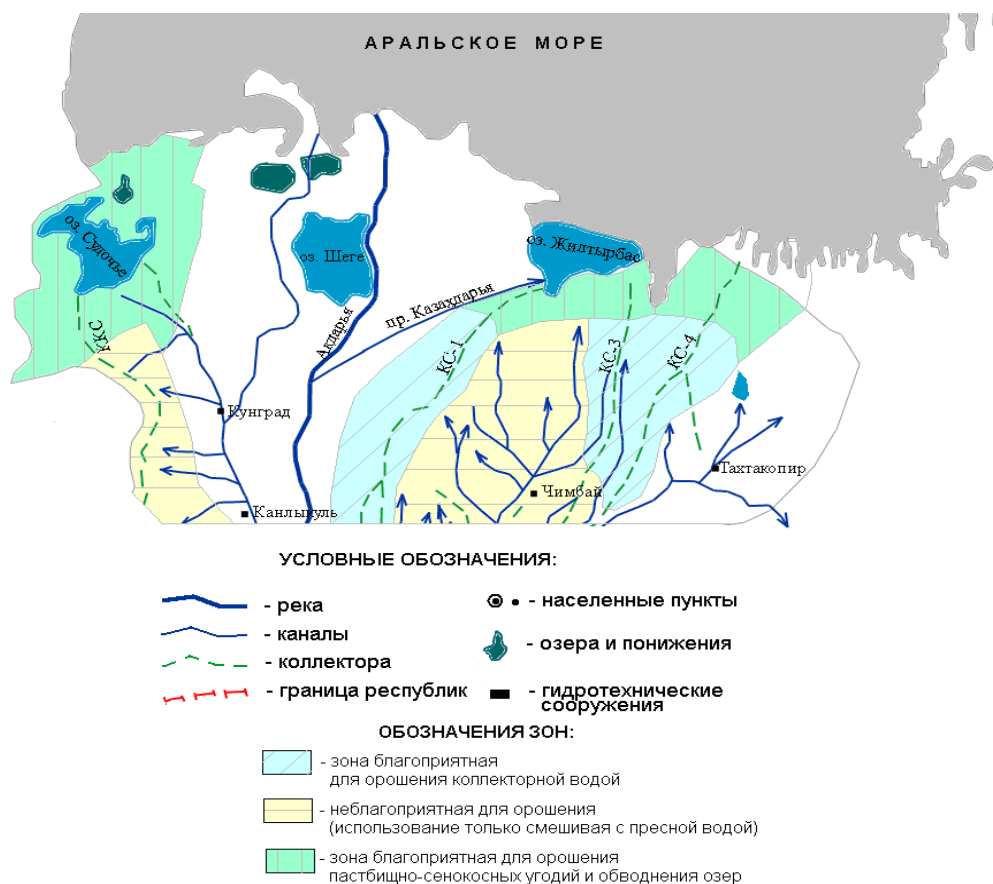 АРАЛЬСКОЕ МОРЕ
оз. Судочье
оз. Шеге
оз. Жилтырбас
пр. Казахдарья
Акдарья
ККС
КС-1
КС-3
КС-4
Кунград
Тахтакопир
Чимбай
Канлыкуль
УСЛОВНЫЕ ОБОЗНАЧЕНИЯ:
- река
- каналы
- коллектора
- граница республик
- населенные пункты
- озера и понижения
- гидротехнические
сооружения
ОБОЗНАЧЕНИЯ ЗОН:
- зона благоприятная
для орошения коллекторной водой
- неблагоприятная для орошения
(использование только смешивая с пресной водой)
- зона благоприятная для орошения
пастбищно-сенокосных угодий и обводнения озер